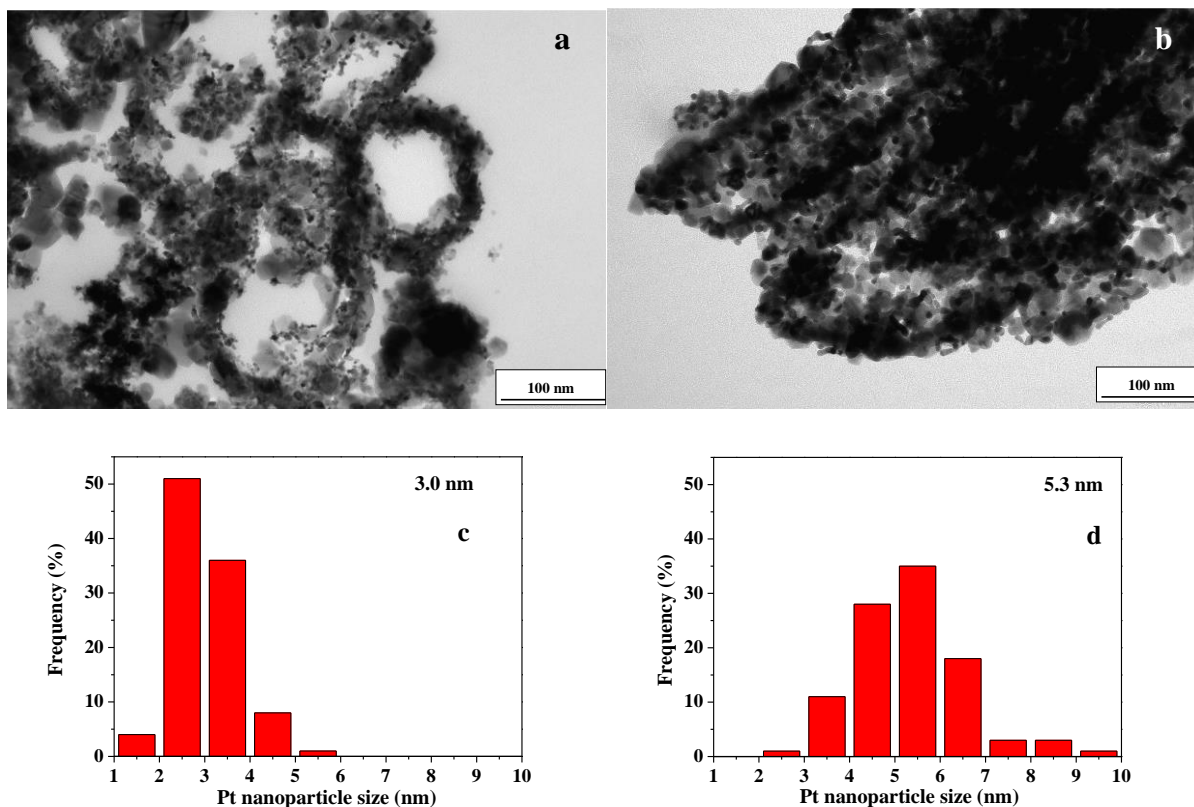 a
b
100 nm
100 nm
3.0 nm
c
Frequency (%)
50
40
30
20
10
0
1 2 3 4 5 6 7 8 9 10
Pt nanoparticle size (nm)
5.3 nm
d
Frequency (%)
50
40
30
20
10
0
1 2 3 4 5 6 7 8 9 10
Pt nanoparticle size (nm)